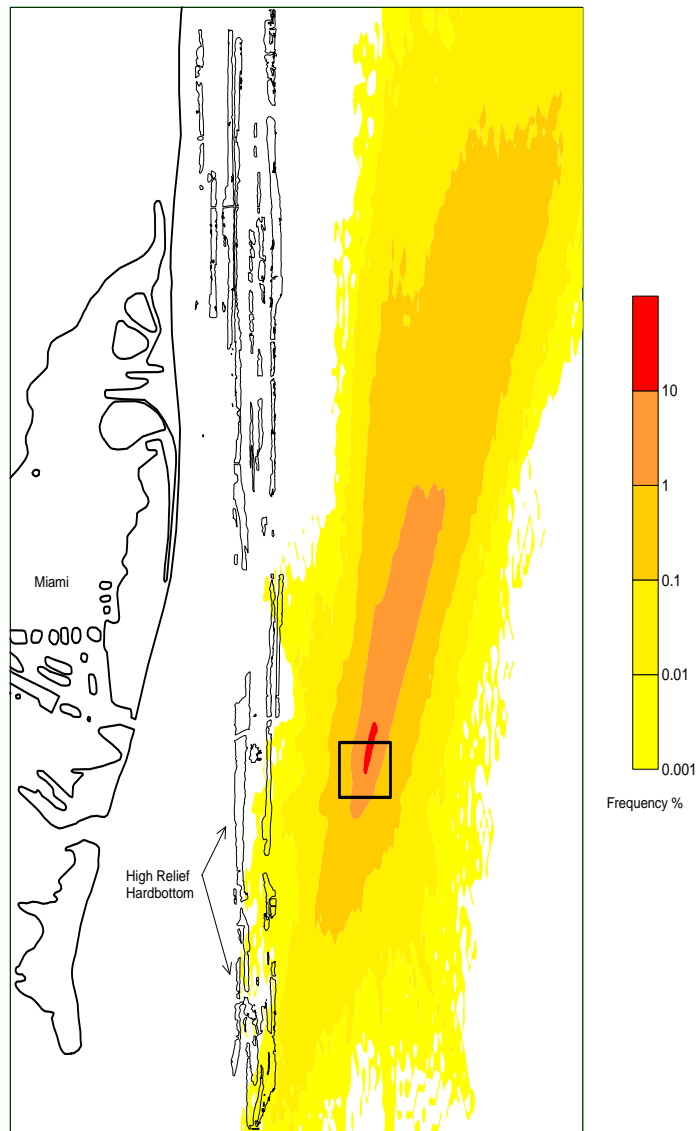 10
1
Miami
0.1
0.01
0.001
Frequency %
High Relief
Hardbottom